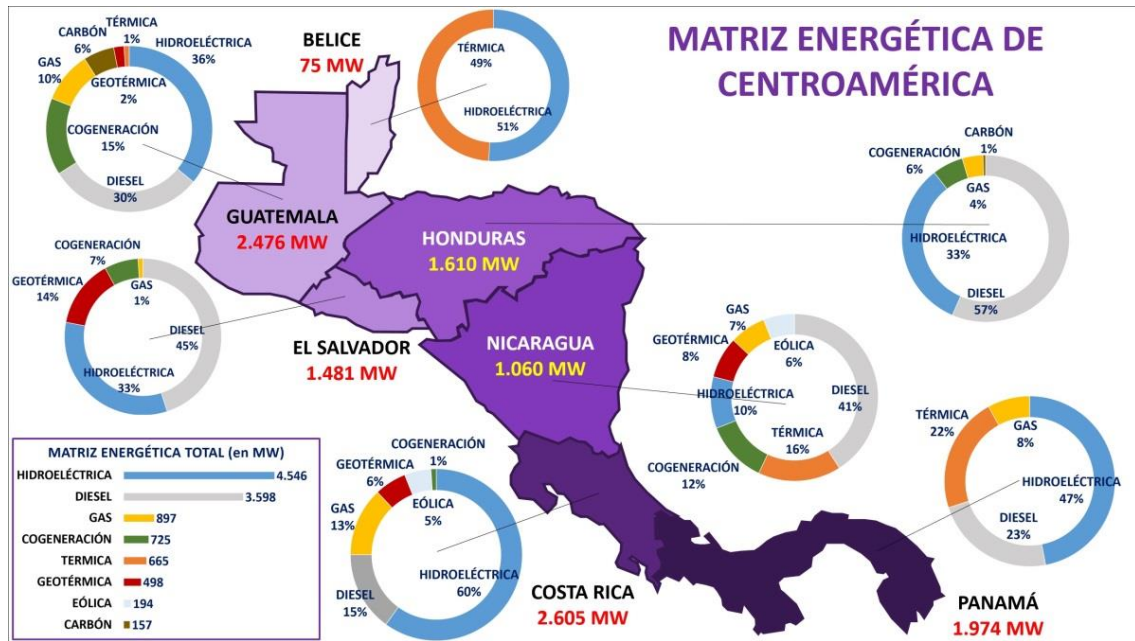 MATRIZ ENERGÉTICA DE
CENTROAMÉRICA
TÉRMICA
1%
CARBÓN
6%
HIDROELÉCTRICA
36%
GAS
10%
GEOTÉRMICA
2%
COGENERACIÓN
15%
DIESEL
30%
BELICE
75 MW
TÉRMICA
49%
HIDROELÉCTRICA
51%
GUATEMALA
2.476 MW
HONDURAS
1.610 MW
CARBÓN
1%
COGENERACIÓN
6%
GAS
4%
HIDROELÉCTRICA
33%
DIESEL
57%
COGENERACIÓN
7%
GEOTÉRMICA
14%
GAS
1%
DIESEL
45%
HIDROELÉCTRICA
33%
EL SALVADOR
1.481 MW
NICARAGUA
1.060 MW
GAS
7%
EÓLICA
6%
GEOTÉRMICA
8%
HIDROELÉCTRICA
10%
DIESEL
41%
TÉRMICA
16%
COGENERACIÓN
12%
TÉRMICA
22%
GAS
8%
HIDROELÉCTRICA
47%
DIESEL
23%
PANAMÁ
1.974 MW
COGENERACIÓN
1%
GEOTÉRMICA
6%
EÓLICA
5%
GAS
13%
DIESEL
15%
HIDROELÉCTRICA
60%
COSTA RICA
2.605 MW
MATRIZ ENERGÉTICA TOTAL (en MW)
HIDROELÉCTRICA 4.546
DIESEL 3.598
GAS 897
COGENERACIÓN 725
TERMICA 665
GEOTÉRMICA 498
EÓLICA 194
CARBÓN 157